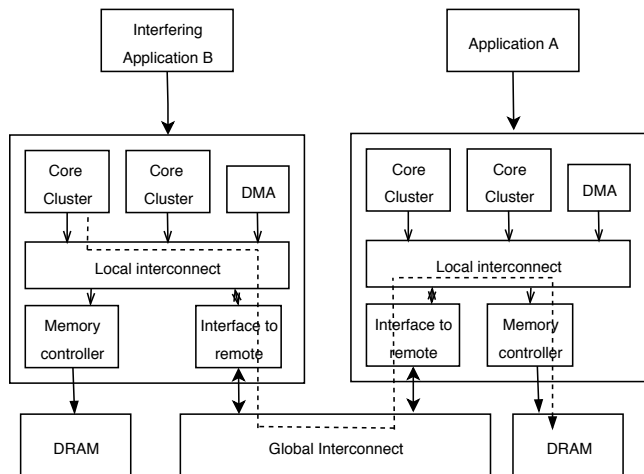 Interfering
Application B
Application A
Core
Cluster
Core
Cluster
DMA
Local interconnect
Memory
controller
Interface to
remote
DRAM
Core
Cluster
Core
Cluster
DMA
Local interconnect
Interface to
remote
Memory
controller
Global Interconnect
DRAM